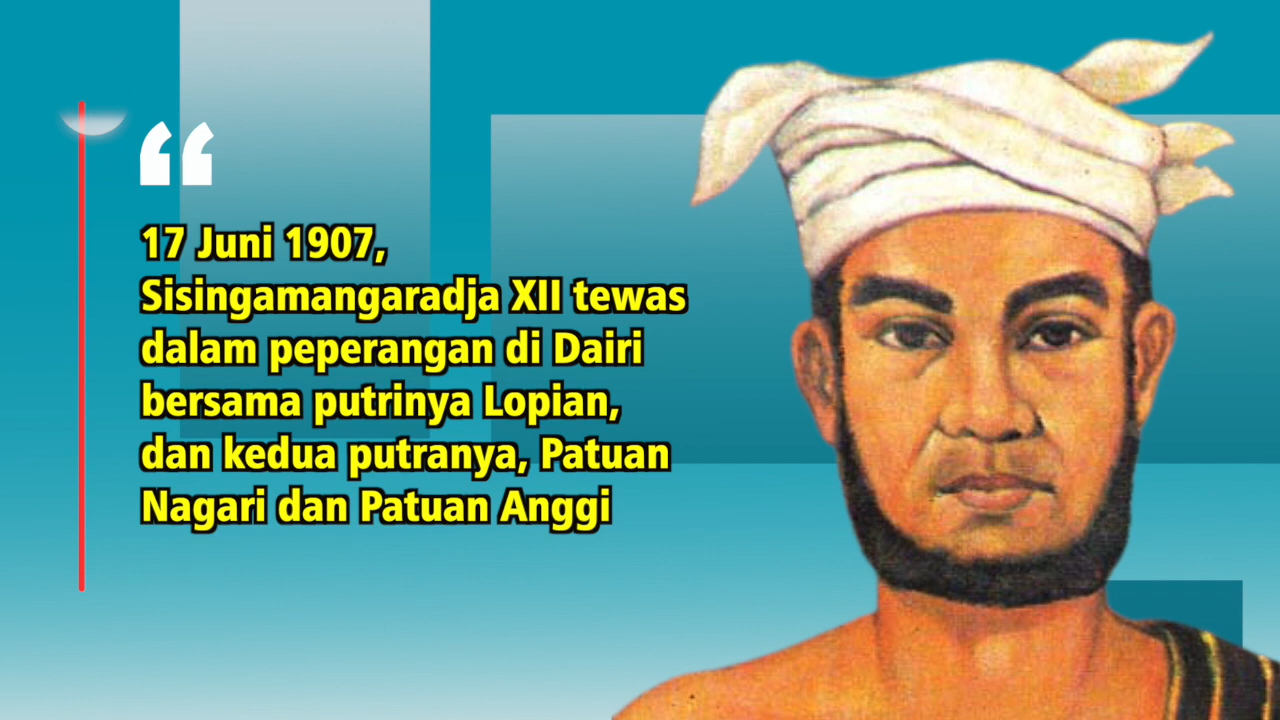 “
17 Juni 1907,
Sisingamangaradja XII tewas
dalam peperangan di Dairi
bersama putrinya Lopian,
dan kedua putranya, Patuan
Nagari dan Patuan Anggi